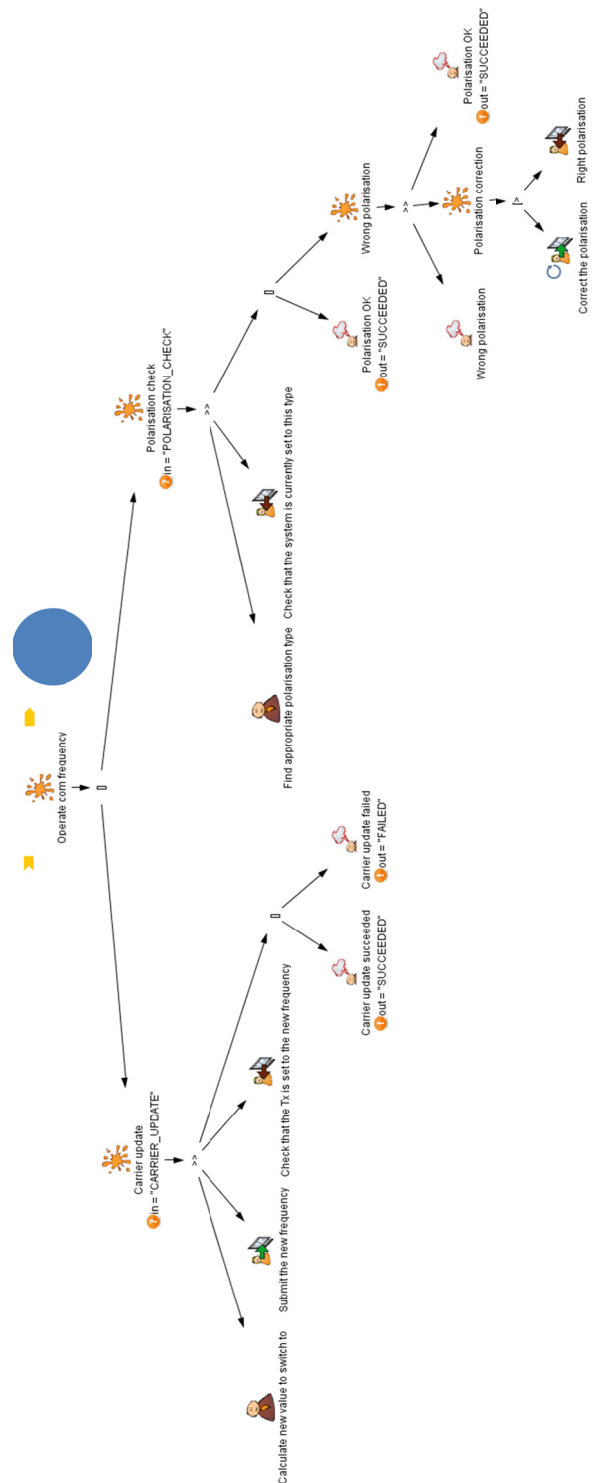 Operate com frequency
[]
Carrier update
?in = "CARRIER_UPDATE"
>>
Calculate new value to switch to
Submit the new frequency
Check that the Tx is set to the new frequency
[]
Carrier update succeeded
!out = "SUCCEEDED"
Carrier update failed
!out = "FAILED"
Polarisation check
?in = "POLARISATION_CHECK"
>>
Find appropriate polarisation type
Check that the system is currently set to this type
[]
Polarisation OK
!out = "SUCCEEDED"
Wrong polarisation
>>
Wrong polarisation
Polarisation correction
[>
Correct the polarisation
Right polarisation
Polarisation OK
!out = "SUCCEEDED"